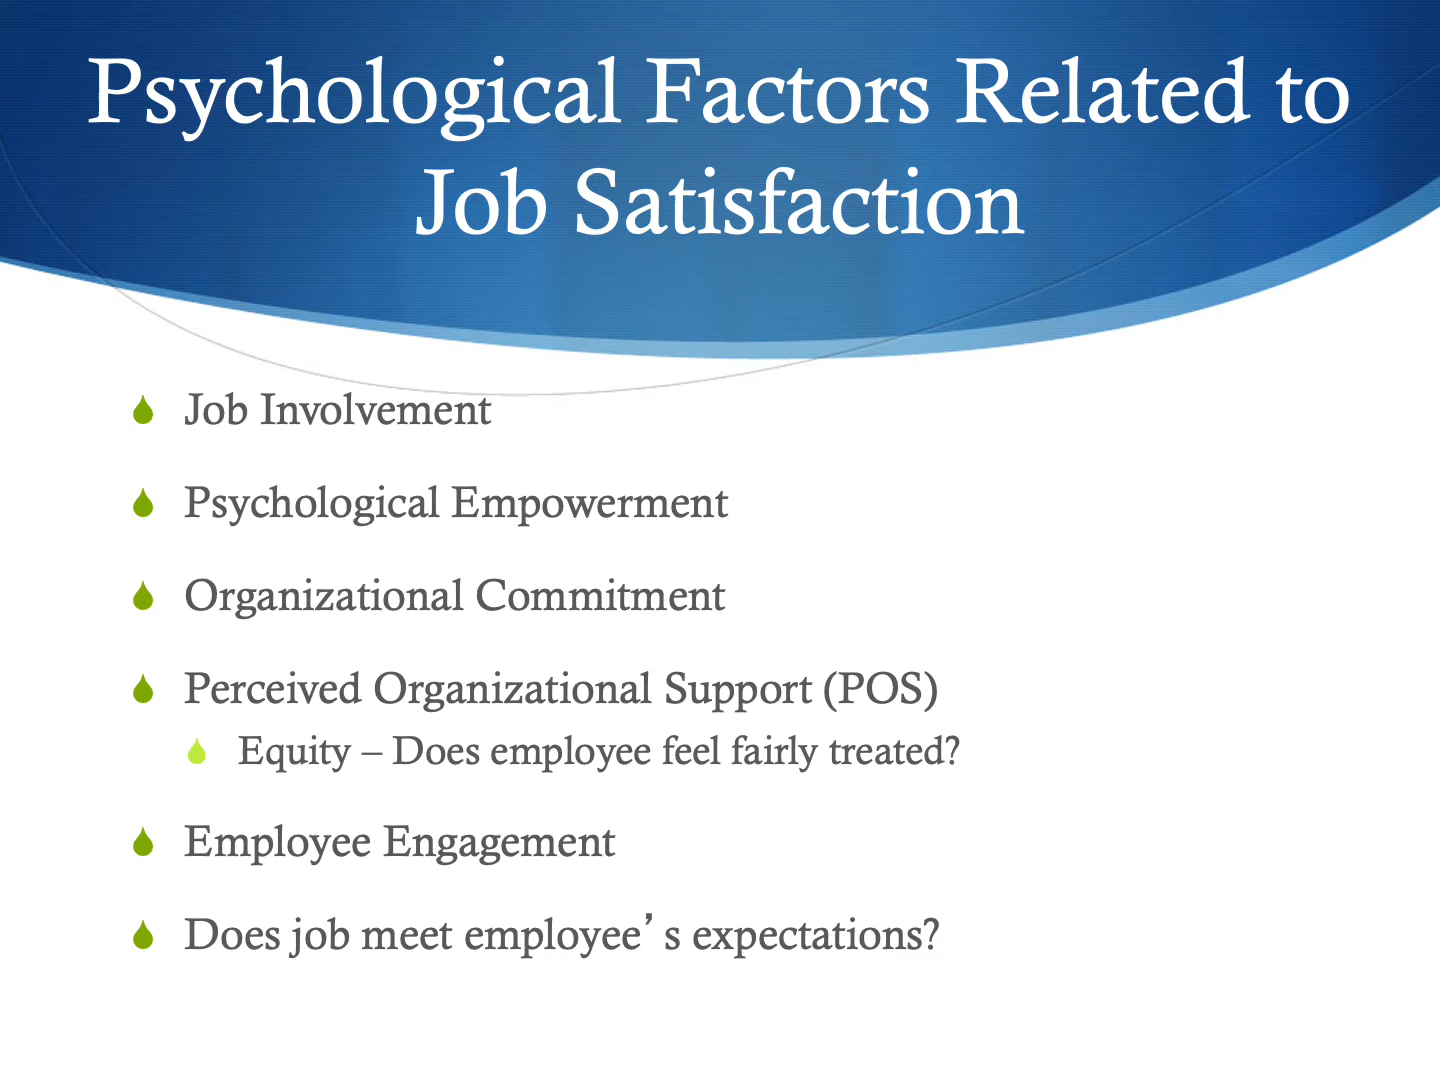 Psychological Factors Related to
Job Satisfaction
Job Involvement
Psychological Empowerment
Organizational Commitment
Perceived Organizational Support (POS)
Equity – Does employee feel fairly treated?
Employee Engagement
Does job meet employee’s expectations?